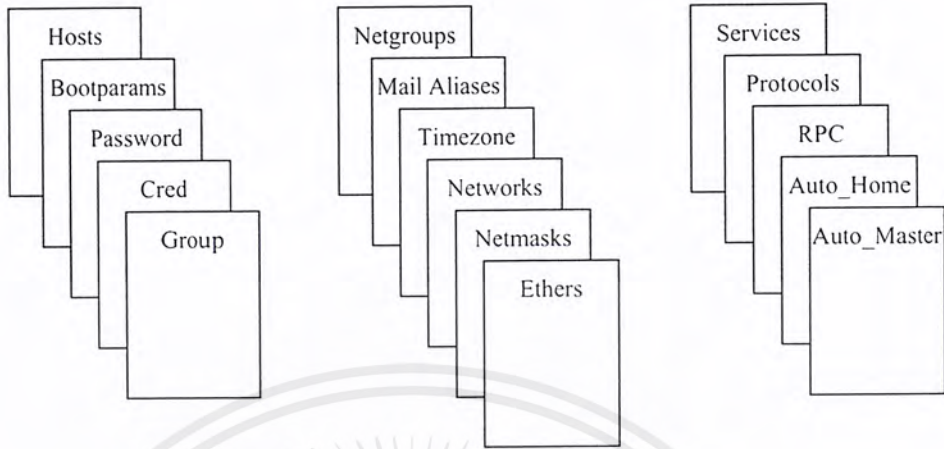 Hosts
Bootparams
Password
Cred
Group
Netgroups
Mail Aliases
Timezone
Networks
Netmasks
Ethers
Services
Protocols
RPC
Auto_Home
Auto_Master